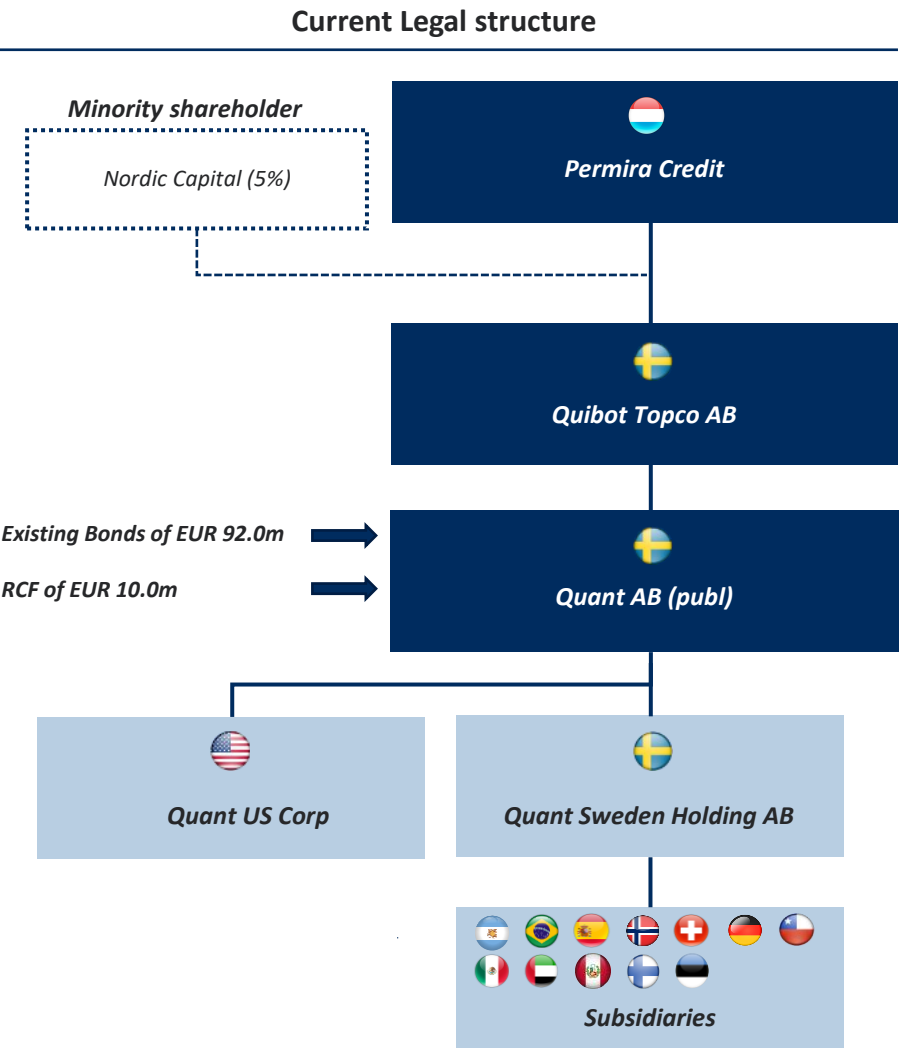 Current Legal structure
Minority shareholder
Nordic Capital (5%)
Permira Credit
Quibot Topco AB
Existing Bonds of EUR 92.0m
RCF of EUR 10.0m
Quant AB (publ)
Quant US Corp
Quant Sweden Holding AB
Subsidiaries